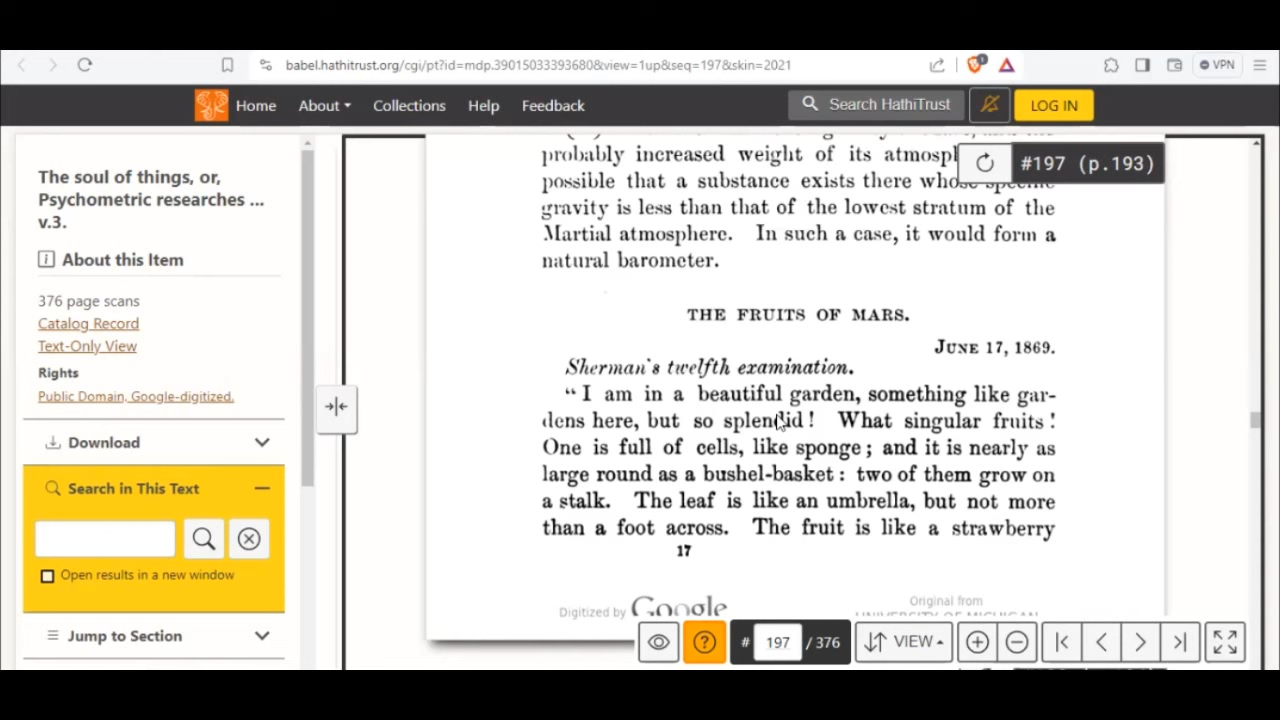 babel.hathitrust.org/cgi/pt?id=mdp.39015033393680&view=1up&seq=197&skin=2021
1
VPN
Home
About
Collections
Help
Feedback
Search HathiTrust
LOG IN
The soul of things, or,
Psychometric researches ...
v.3.
About this Item
376 page scans
Catalog Record
Text-Only View
Rights
Public Domain, Google-digitized.
Download
Search in This Text
Open results in a new window
Jump to Section
#197 (p.193)
probably increased weight of its
possible that a substance exists there whose specific
gravity is less than that of the lowest stratum of the
Martial atmosphere. In such a case, it would form a
natural barometer.
THE FRUITS OF MARS.
JUNE 17, 1869.
Sherman's twelfth examination.
“ I am in a beautiful garden, something like gar-
dens here, but so splendid! What singular fruits!
One is full of cells, like sponge; and it is nearly as
large round as a bushel-basket: two of them grow on
a stalk. The leaf is like an umbrella, but not more
than a foot across. The fruit is like a strawberry
17
Digitized by Google
Original from
UNIVERSITY OF MICHIGAN
# 197 / 376
VIEW